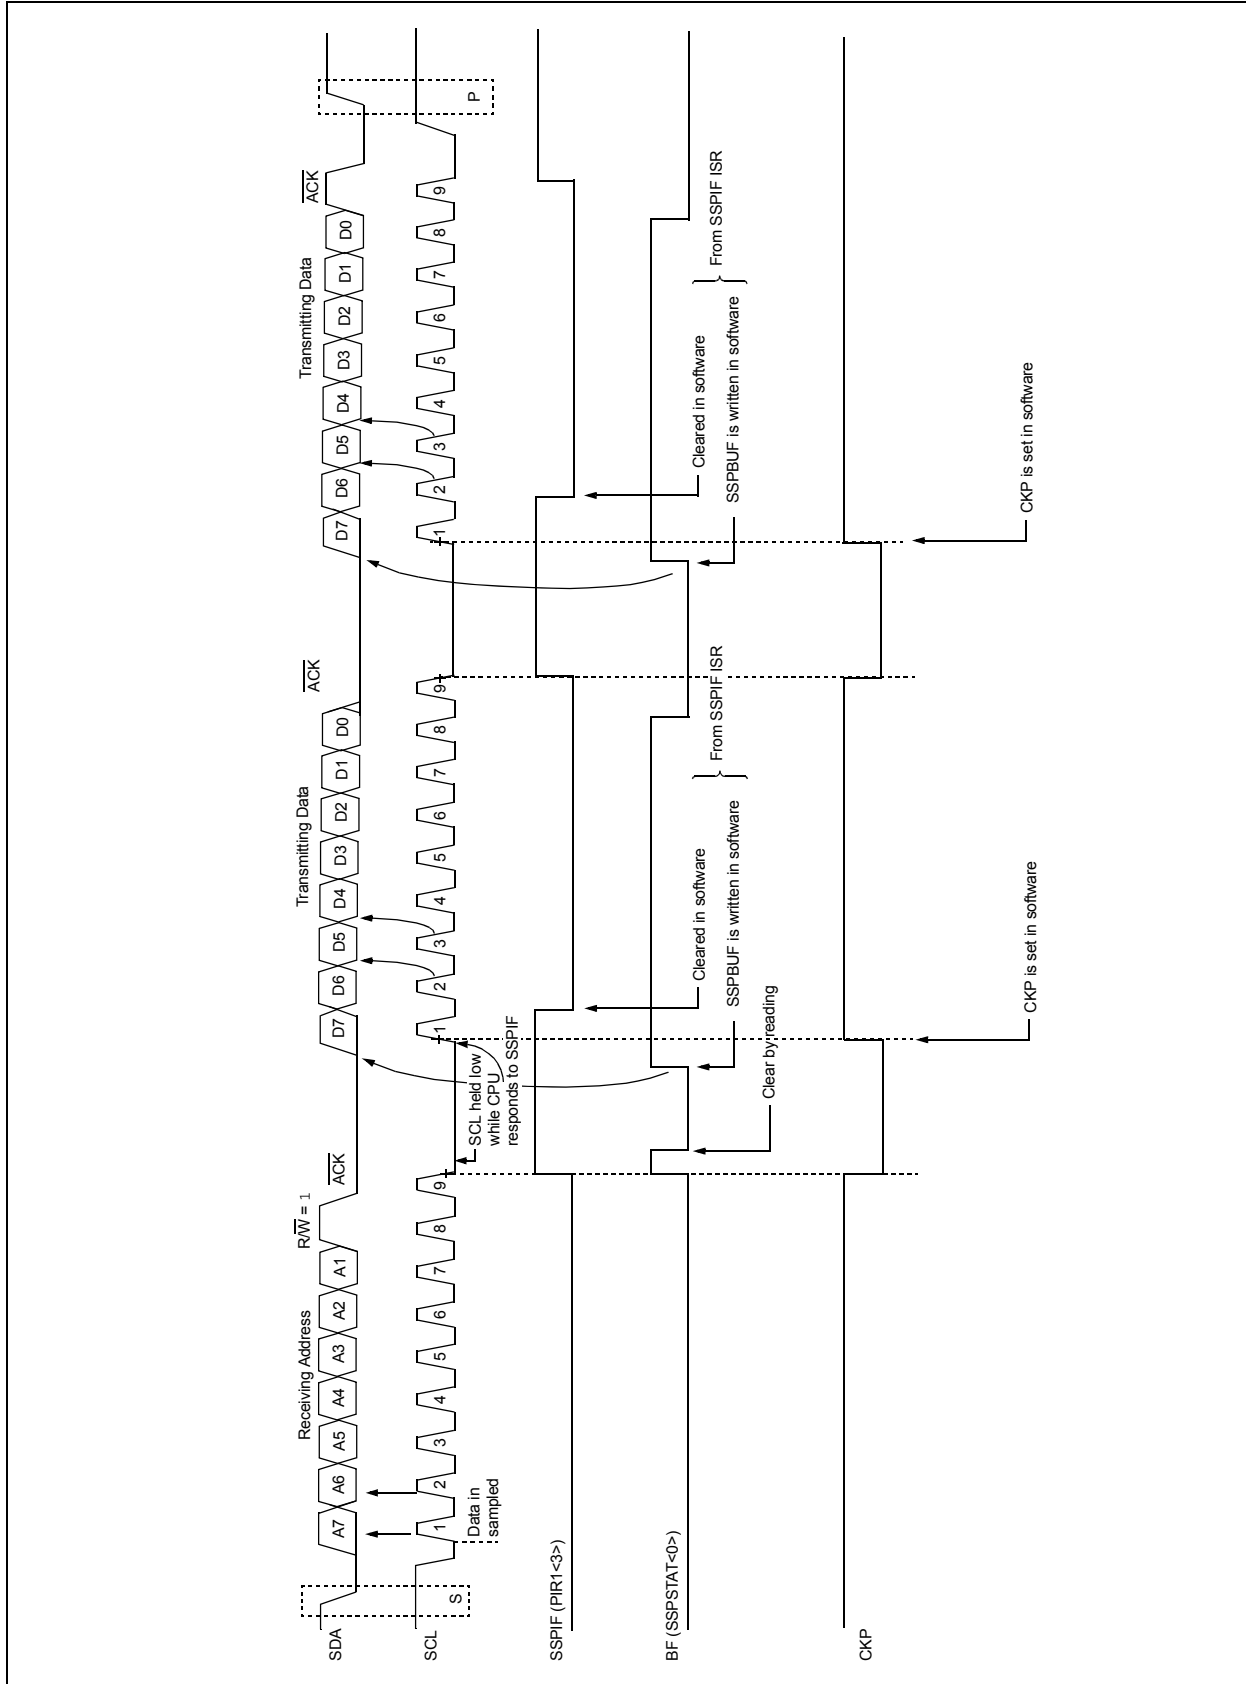 Receiving Address
R/W = 1
ACK
Transmitting Data
ACK
Transmitting Data
ACK
SDA
A7
A6
A5
A4
A3
A2
A1
D7
D6
D5
D4
D3
D2
D1
D0
D7
D6
D5
D4
D3
D2
D1
D0
SCL
S
1
2
3
4
5
6
7
8
9
1
2
3
4
5
6
7
8
9
1
2
3
4
5
6
7
8
9
P
Data in
sampled
SCL held low
while CPU
responds to SSPIF
SSPIF (PIR1<3>)
BF (SSPSTAT<0>)
Cleared in software
SSPBUF is written in software
From SSPIF ISR
Clear by reading
Cleared in software
SSPBUF is written in software
From SSPIF ISR
CKP
CKP is set in software
CKP is set in software